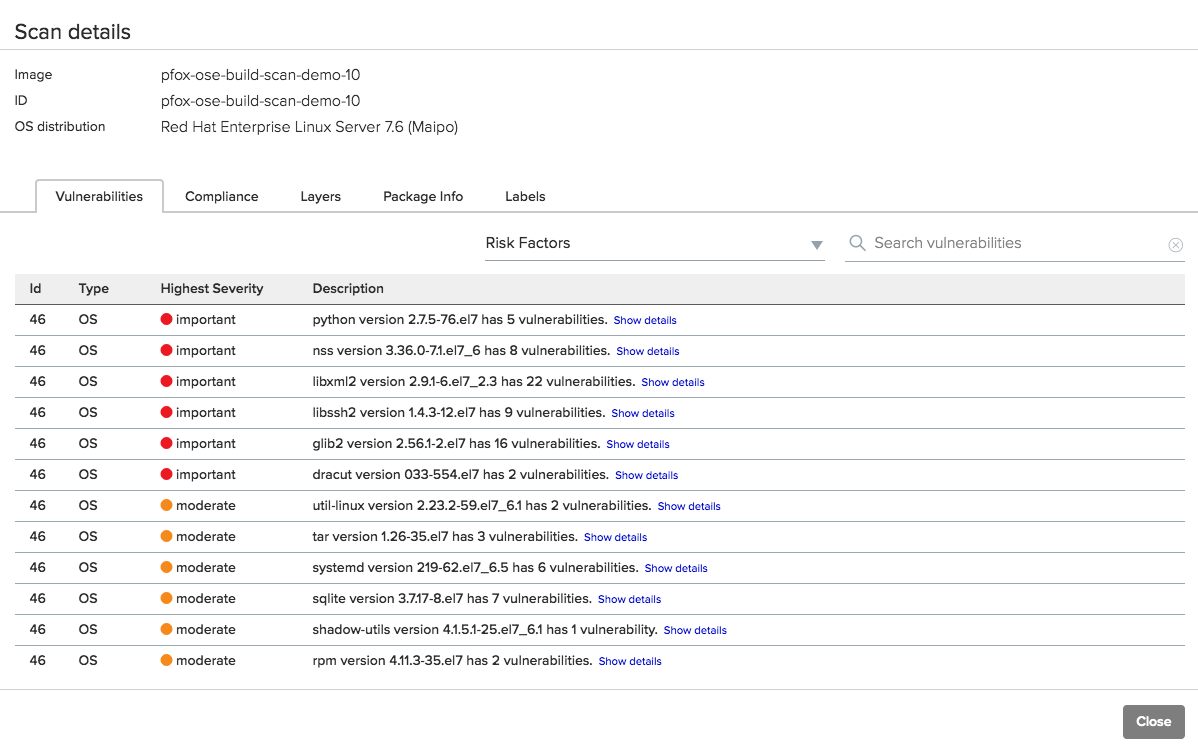 Scan details
Image pfox-ose-build-scan-demo-10
ID pfox-ose-build-scan-demo-10
OS distribution Red Hat Enterprise Linux Server 7.6 (Maipo)
Vulnerabilities Compliance Layers Package Info Labels
Risk Factors Search vulnerabilities
Id Type Highest Severity Description
46 OS important python version 2.7.5-76.el7 has 5 vulnerabilities. Show details
46 OS important nss version 3.36.0-7.1.el7_6 has 8 vulnerabilities. Show details
46 OS important libxml2 version 2.9.1-6.el7_2.3 has 22 vulnerabilities. Show details
46 OS important libssh2 version 1.4.3-12.el7 has 9 vulnerabilities. Show details
46 OS important glib2 version 2.56.1-2.el7 has 16 vulnerabilities. Show details
46 OS important dracut version 033-554.el7 has 2 vulnerabilities. Show details
46 OS moderate util-linux version 2.23.2-59.el7_6.1 has 2 vulnerabilities. Show details
46 OS moderate tar version 1.26-35.el7 has 3 vulnerabilities. Show details
46 OS moderate systemd version 219-62.el7_6.5 has 6 vulnerabilities. Show details
46 OS moderate sqlite version 3.7.17-8.el7 has 7 vulnerabilities. Show details
46 OS moderate shadow-utils version 4.1.5.1-25.el7_6.1 has 1 vulnerability. Show details
46 OS moderate rpm version 4.11.3-35.el7 has 2 vulnerabilities. Show details
Close